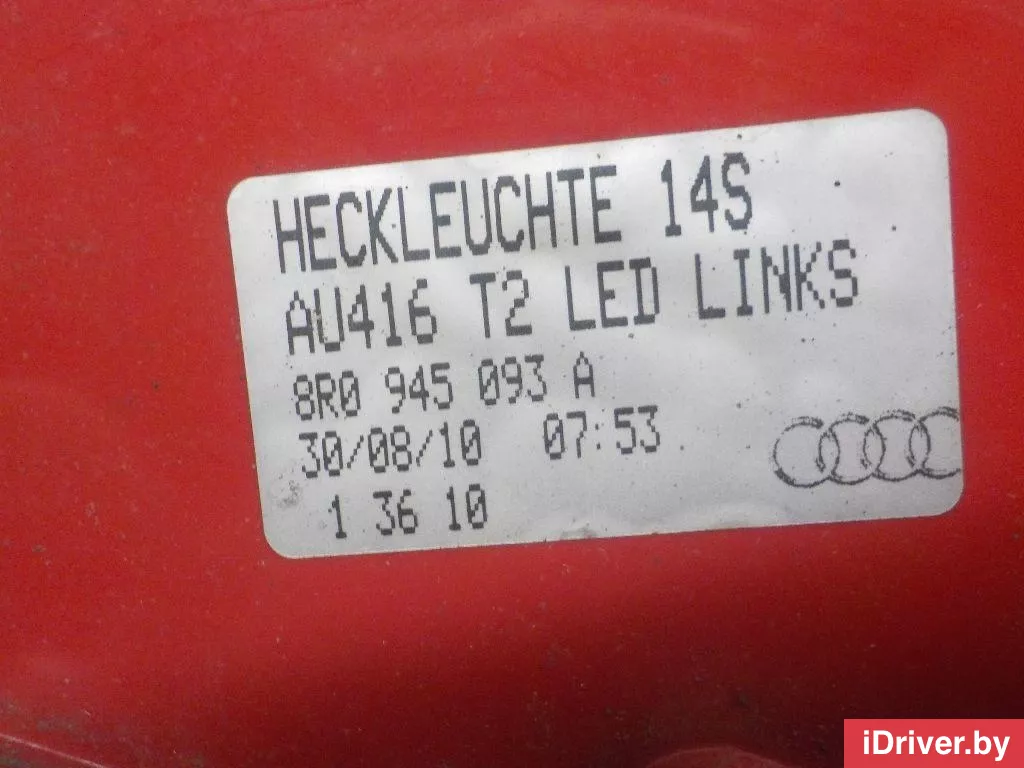 HECKLEUCHTE 14S
AU416 T2 LED LINKS
8R0 945 093 A
30/08/10 07:53
1 36 10
iDriver.by